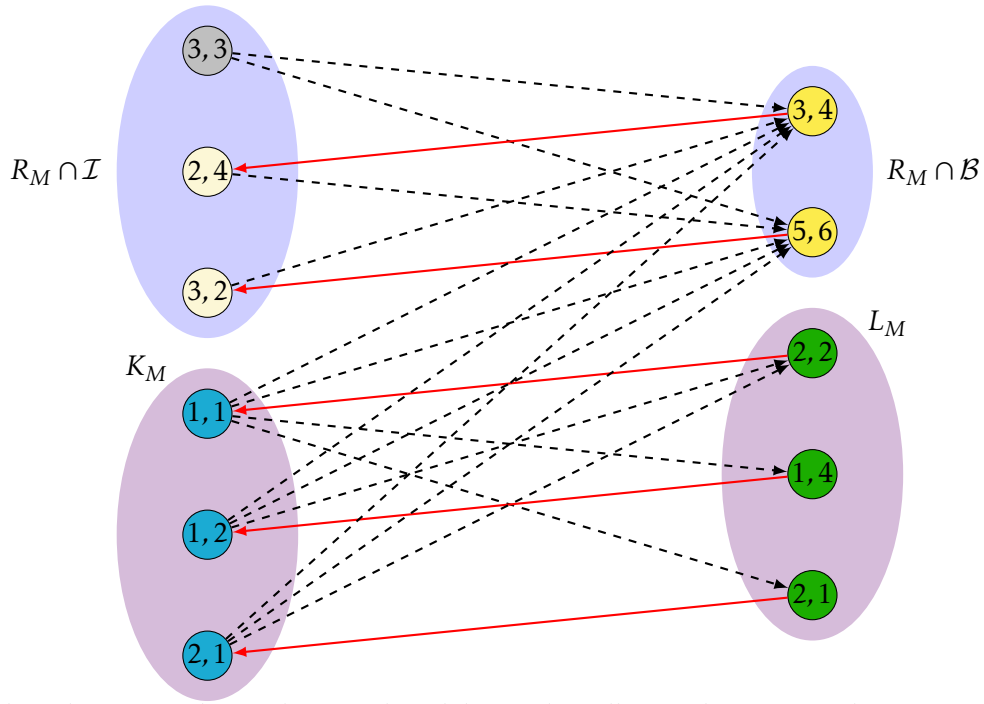 3, 3
3, 4
R_M ∩ ℐ
2, 4
R_M ∩ ℬ
5, 6
3, 2
L_M
2, 2
K_M
1, 1
1, 4
1, 2
2, 1
2, 1